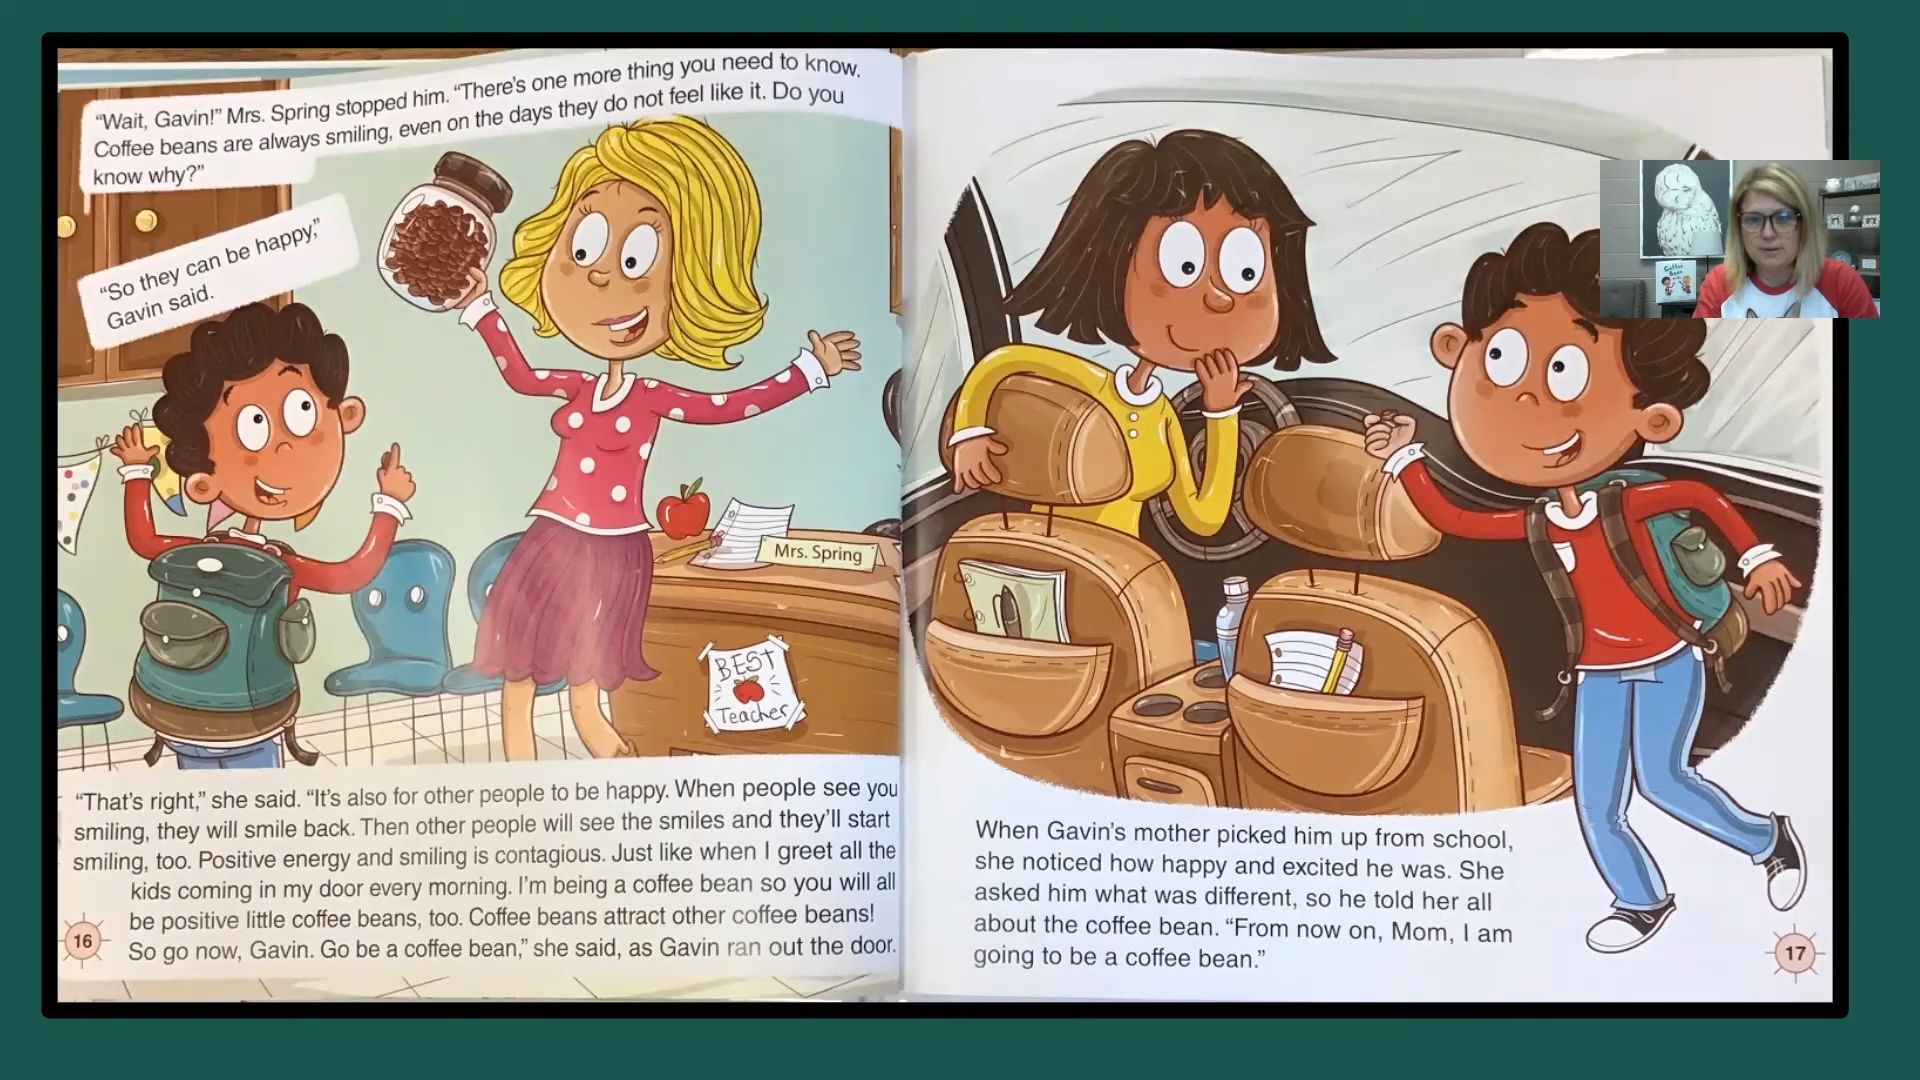 “Wait, Gavin!” Mrs. Spring stopped him. “There’s one more thing you need to know.
Coffee beans are always smiling, even on the days they do not feel like it. Do you
know why?”
“So they can be happy,”
Gavin said.
Mrs. Spring
BEST
Teacher
“That’s right,” she said. “It’s also for other people to be happy. When people see you
smiling, they will smile back. Then other people will see the smiles and they’ll start
smiling, too. Positive energy and smiling is contagious. Just like when I greet all the
kids coming in my door every morning. I’m being a coffee bean so you will all
be positive little coffee beans, too. Coffee beans attract other coffee beans!
So go now, Gavin. Go be a coffee bean,” she said, as Gavin ran out the door.
16
When Gavin’s mother picked him up from school,
she noticed how happy and excited he was. She
asked him what was different, so he told her all
about the coffee bean. “From now on, Mom, I am
going to be a coffee bean.”
17
Coffee
Bean